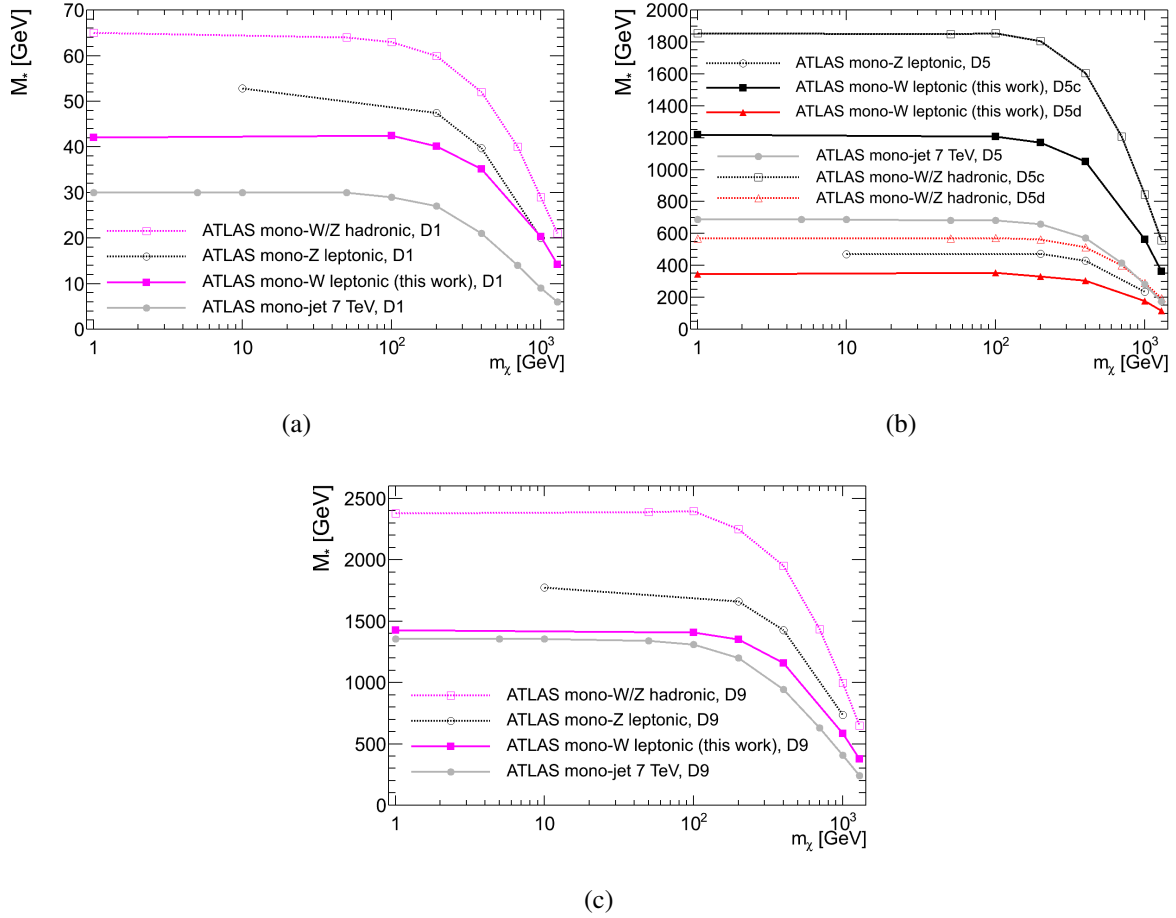 M* [GeV]
70
60
50
40
30
20
10
0
ATLAS mono-W/Z hadronic, D1
ATLAS mono-Z leptonic, D1
ATLAS mono-W leptonic (this work), D1
ATLAS mono-jet 7 TeV, D1
1
10
10²
10³
mχ [GeV]
(a)
M* [GeV]
2000
1800
1600
1400
1200
1000
800
600
400
200
0
ATLAS mono-Z leptonic, D5
ATLAS mono-W leptonic (this work), D5c
ATLAS mono-W leptonic (this work), D5d
ATLAS mono-jet 7 TeV, D5
ATLAS mono-W/Z hadronic, D5c
ATLAS mono-W/Z hadronic, D5d
1
10
10²
10³
mχ [GeV]
(b)
M* [GeV]
2500
2000
1500
1000
500
0
ATLAS mono-W/Z hadronic, D9
ATLAS mono-Z leptonic, D9
ATLAS mono-W leptonic (this work), D9
ATLAS mono-jet 7 TeV, D9
1
10
10²
10³
mχ [GeV]
(c)